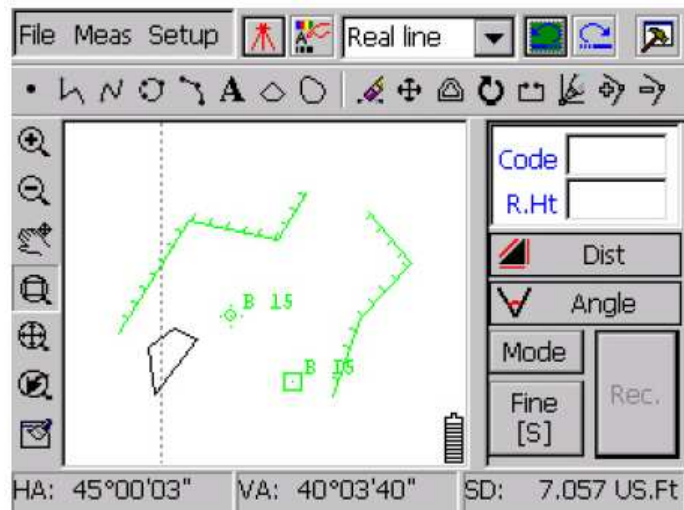 File Meas Setup Real line
A
Code
R.Ht
B 15
Dist
Angle
B 16
Mode
Rec.
Fine
[S]
HA: 45°00'03" VA: 40°03'40" SD: 7.057 US.Ft